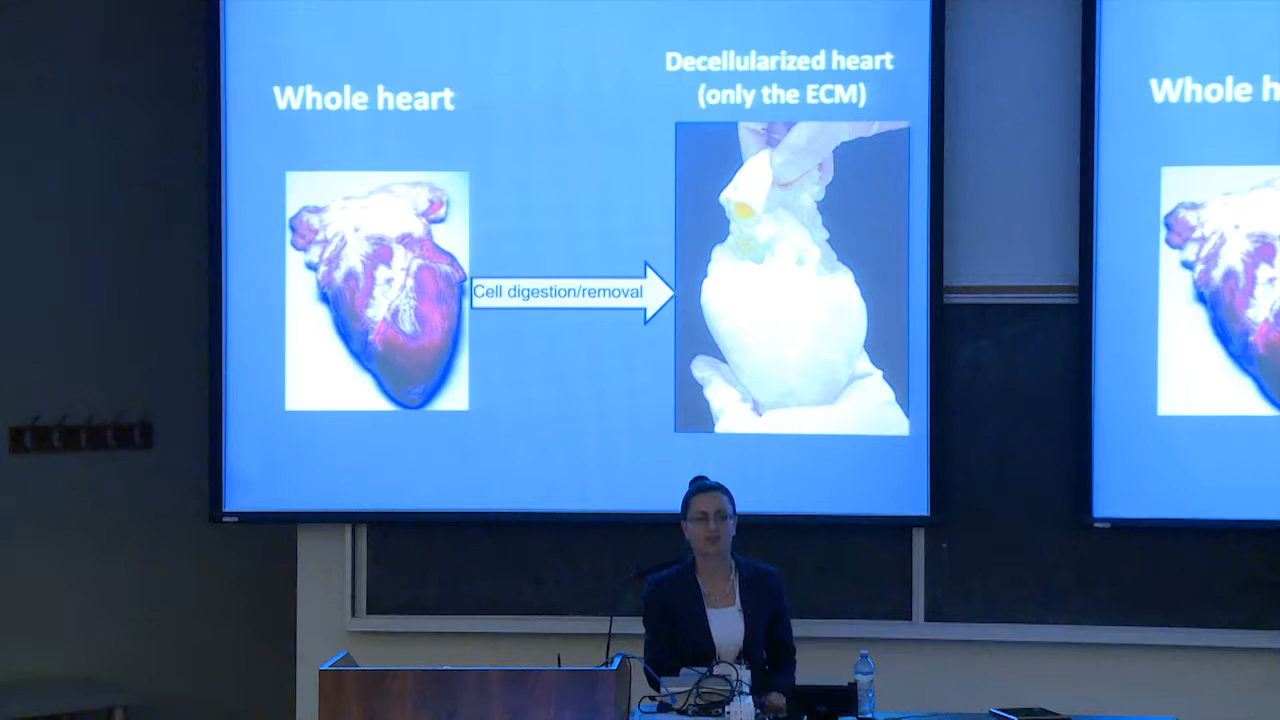 Whole heart
Decellularized heart
(only the ECM)
Cell digestion/removal
Whole h